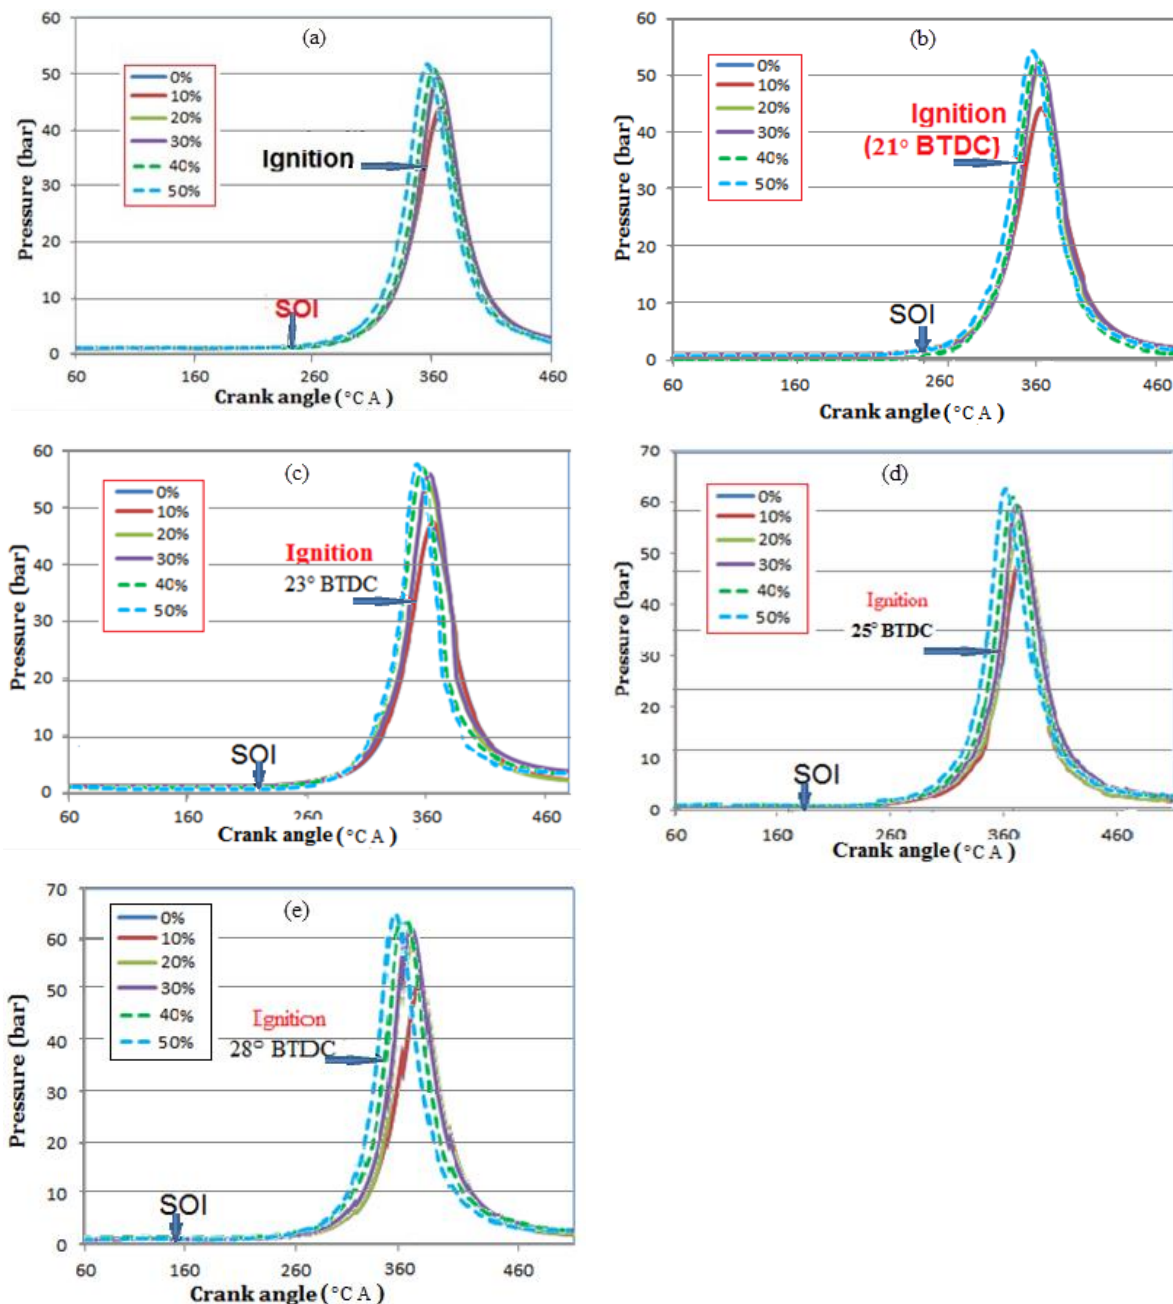 (a)
60
50
40
30
20
10
0
Pressure (bar)
0%
10%
20%
30%
40%
50%
Ignition
SOI
60 160 260 360 460
Crank angle (°C A)
(b)
60
50
40
30
20
10
0
Pressure (bar)
0%
10%
20%
30%
40%
50%
Ignition
(21° BTDC)
SOI
60 160 260 360 460
Crank angle (°C A)
(c)
60
50
40
30
20
10
0
Pressure (bar)
0%
10%
20%
30%
40%
50%
Ignition
23° BTDC
SOI
60 160 260 360 460
Crank angle (°C A)
(d)
70
60
50
40
30
20
10
0
Pressure (bar)
0%
10%
20%
30%
40%
50%
Ignition
25° BTDC
SOI
60 160 260 360 460
Crank angle (°C A)
(e)
70
60
50
40
30
20
10
0
Pressure (bar)
0%
10%
20%
30%
40%
50%
Ignition
28° BTDC
SOI
60 160 260 360 460
Crank angle (°C A)